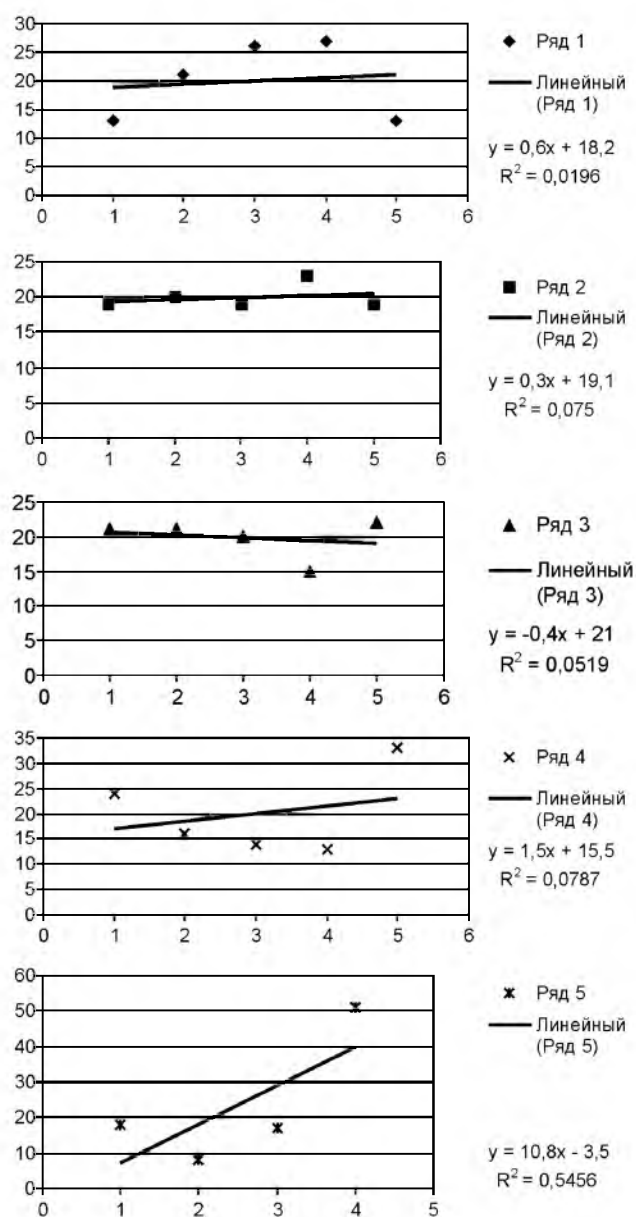 30
25
20
15
10
5
0
0 1 2 3 4 5 6
Ряд 1
Линейный
(Ряд 1)
y = 0,6x + 18,2
R² = 0,0196
25
20
15
10
5
0
0 1 2 3 4 5 6
Ряд 2
Линейный
(Ряд 2)
y = 0,3x + 19,1
R² = 0,075
25
20
15
10
5
0
0 1 2 3 4 5 6
Ряд 3
Линейный
(Ряд 3)
y = -0,4x + 21
R² = 0,0519
35
30
25
20
15
10
5
0
0 1 2 3 4 5 6
Ряд 4
Линейный
(Ряд 4)
y = 1,5x + 15,5
R² = 0,0787
60
50
40
30
20
10
0
0 1 2 3 4 5
Ряд 5
Линейный
(Ряд 5)
y = 10,8x - 3,5
R² = 0,5456